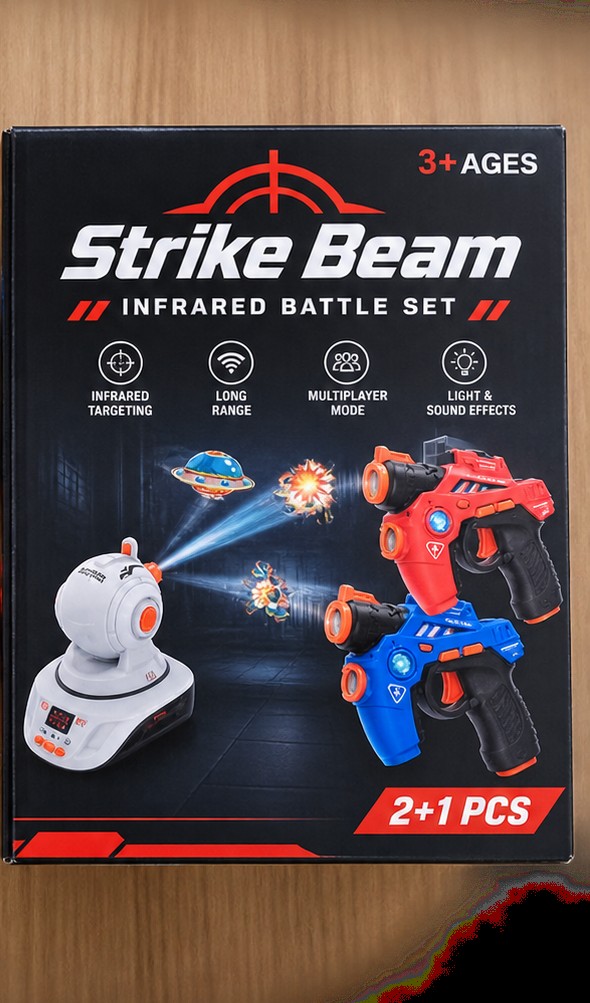 3+ AGES
Strike Beam
INFRARED BATTLE SET
INFRARED
TARGETING
LONG
RANGE
MULTIPLAYER
MODE
LIGHT &
SOUND EFFECTS
2+1 PCS